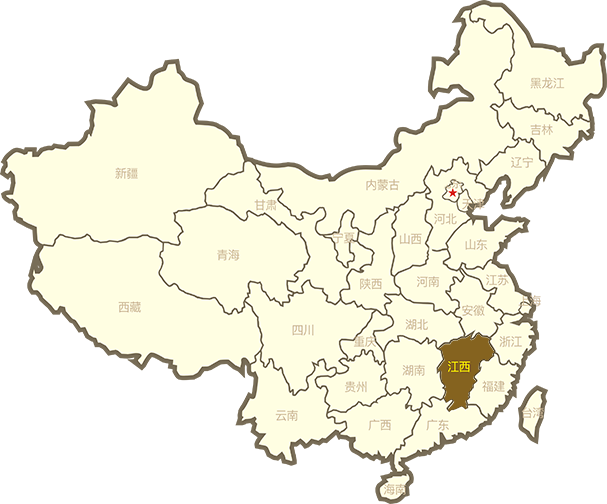 黑龙江
吉林
辽宁
新疆
内蒙古
甘肃
天津
河北
宁夏
山西
山东
青海
陕西
河南
江苏
西藏
上海
安徽
四川
湖北
重庆
浙江
江西
湖南
贵州
福建
云南
广西
广东
台湾
海南